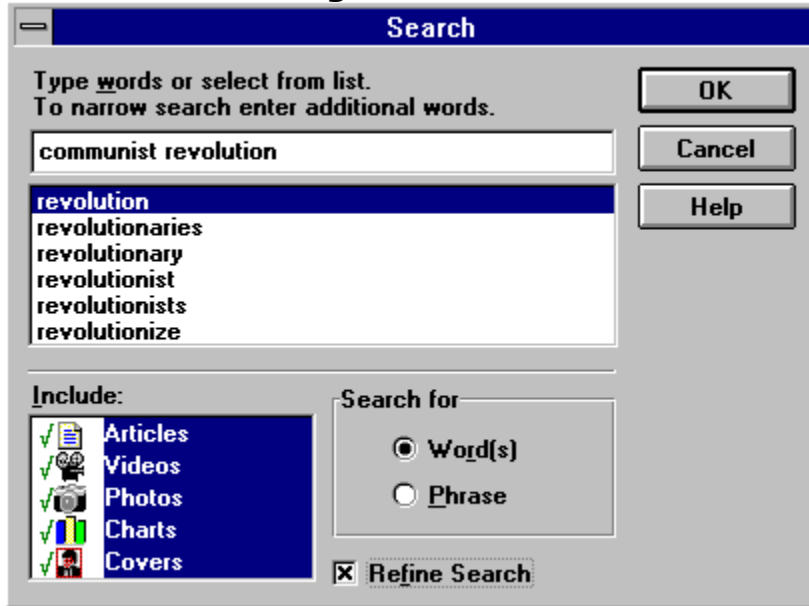 Search
Type words or select from list.
To narrow search enter additional words.
communist revolution
revolution
revolutionaries
revolutionary
revolutionist
revolutionists
revolutionize
OK
Cancel
Help
Include:
Articles
Videos
Photos
Charts
Covers
Search for
Word(s)
Phrase
Refine Search